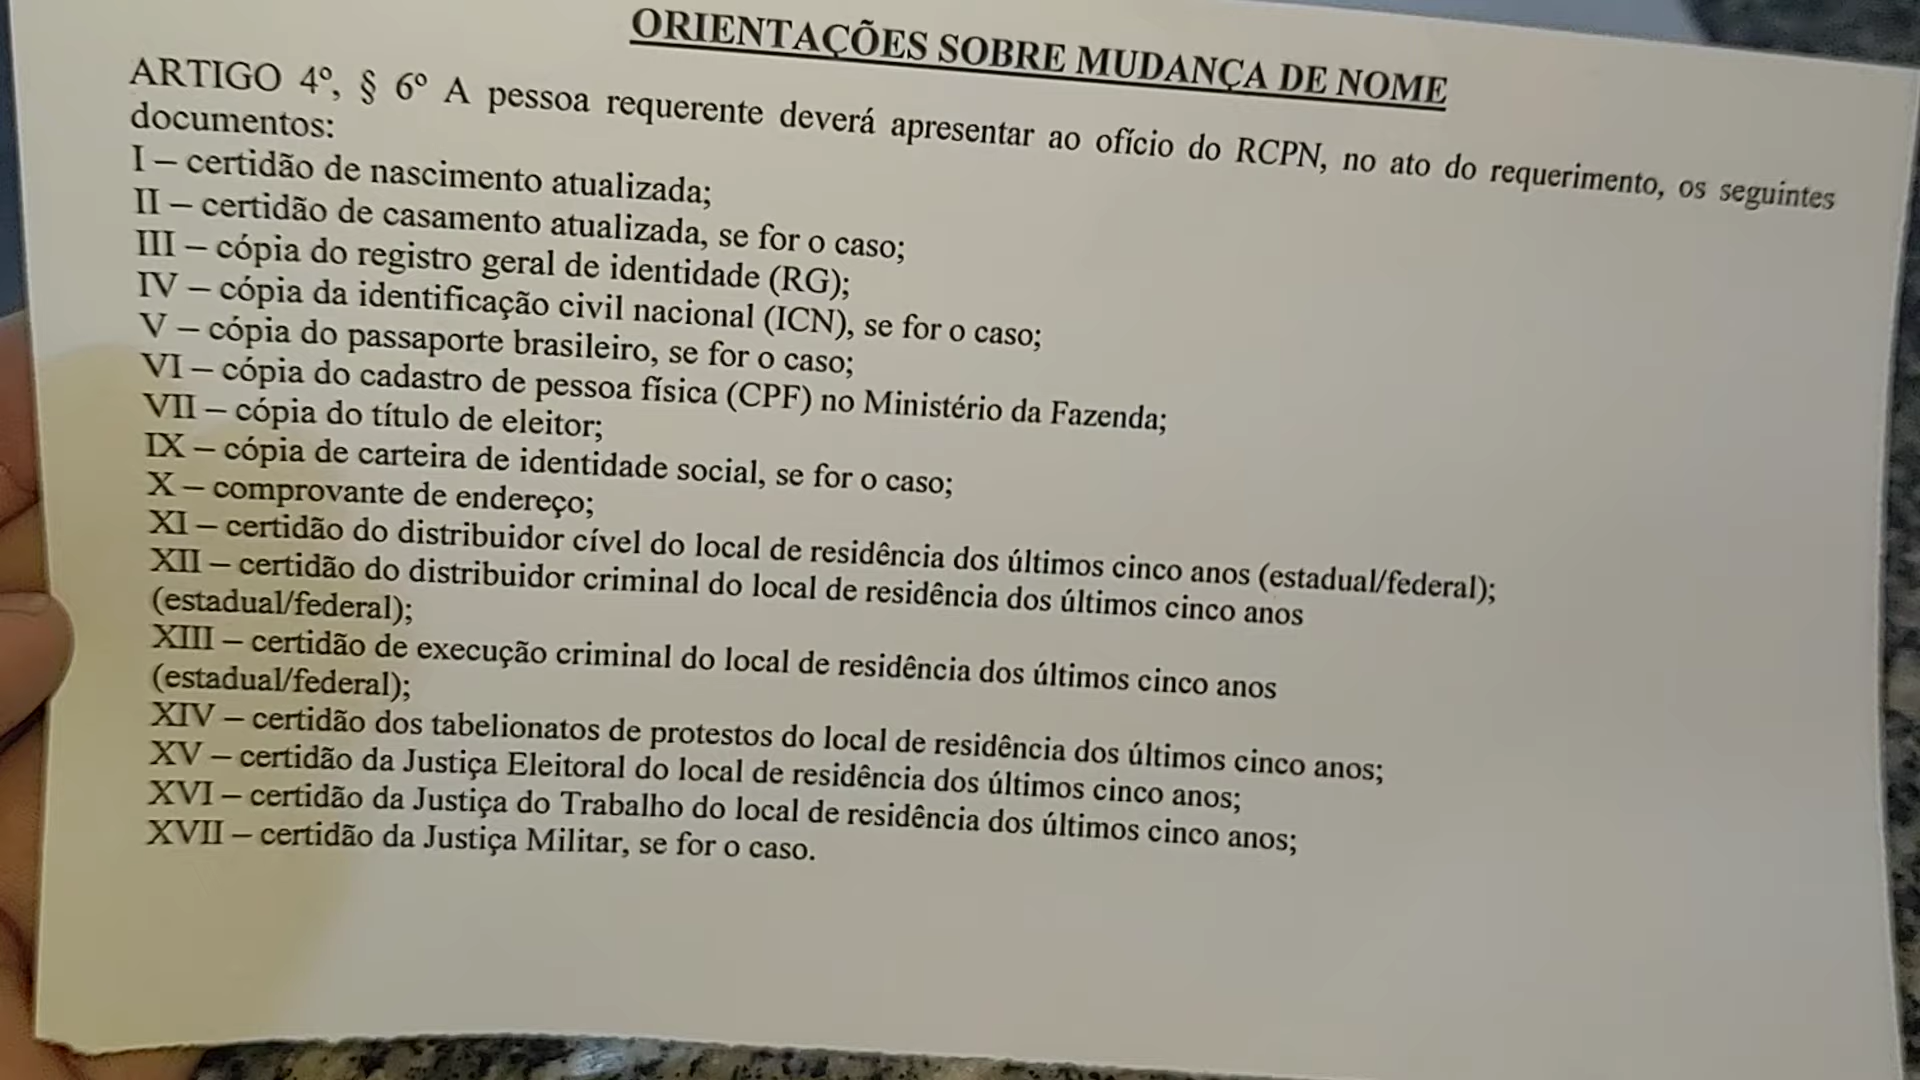 ORIENTAÇÕES SOBRE MUDANÇA DE NOME
ARTIGO 4º, § 6º A pessoa requerente deverá apresentar ao ofício do RCPN, no ato do requerimento, os seguintes
documentos:
I – certidão de nascimento atualizada;
II – certidão de casamento atualizada, se for o caso;
III – cópia do registro geral de identidade (RG);
IV – cópia da identificação civil nacional (ICN), se for o caso;
V – cópia do passaporte brasileiro, se for o caso;
VI – cópia do cadastro de pessoa física (CPF) no Ministério da Fazenda;
VII – cópia do título de eleitor;
IX – cópia de carteira de identidade social, se for o caso;
X – comprovante de endereço;
XI – certidão do distribuidor cível do local de residência dos últimos cinco anos (estadual/federal);
XII – certidão do distribuidor criminal do local de residência dos últimos cinco anos
(estadual/federal);
XIII – certidão de execução criminal do local de residência dos últimos cinco anos
(estadual/federal);
XIV – certidão dos tabelionatos de protestos do local de residência dos últimos cinco anos;
XV – certidão da Justiça Eleitoral do local de residência dos últimos cinco anos;
XVI – certidão da Justiça do Trabalho do local de residência dos últimos cinco anos;
XVII – certidão da Justiça Militar, se for o caso.